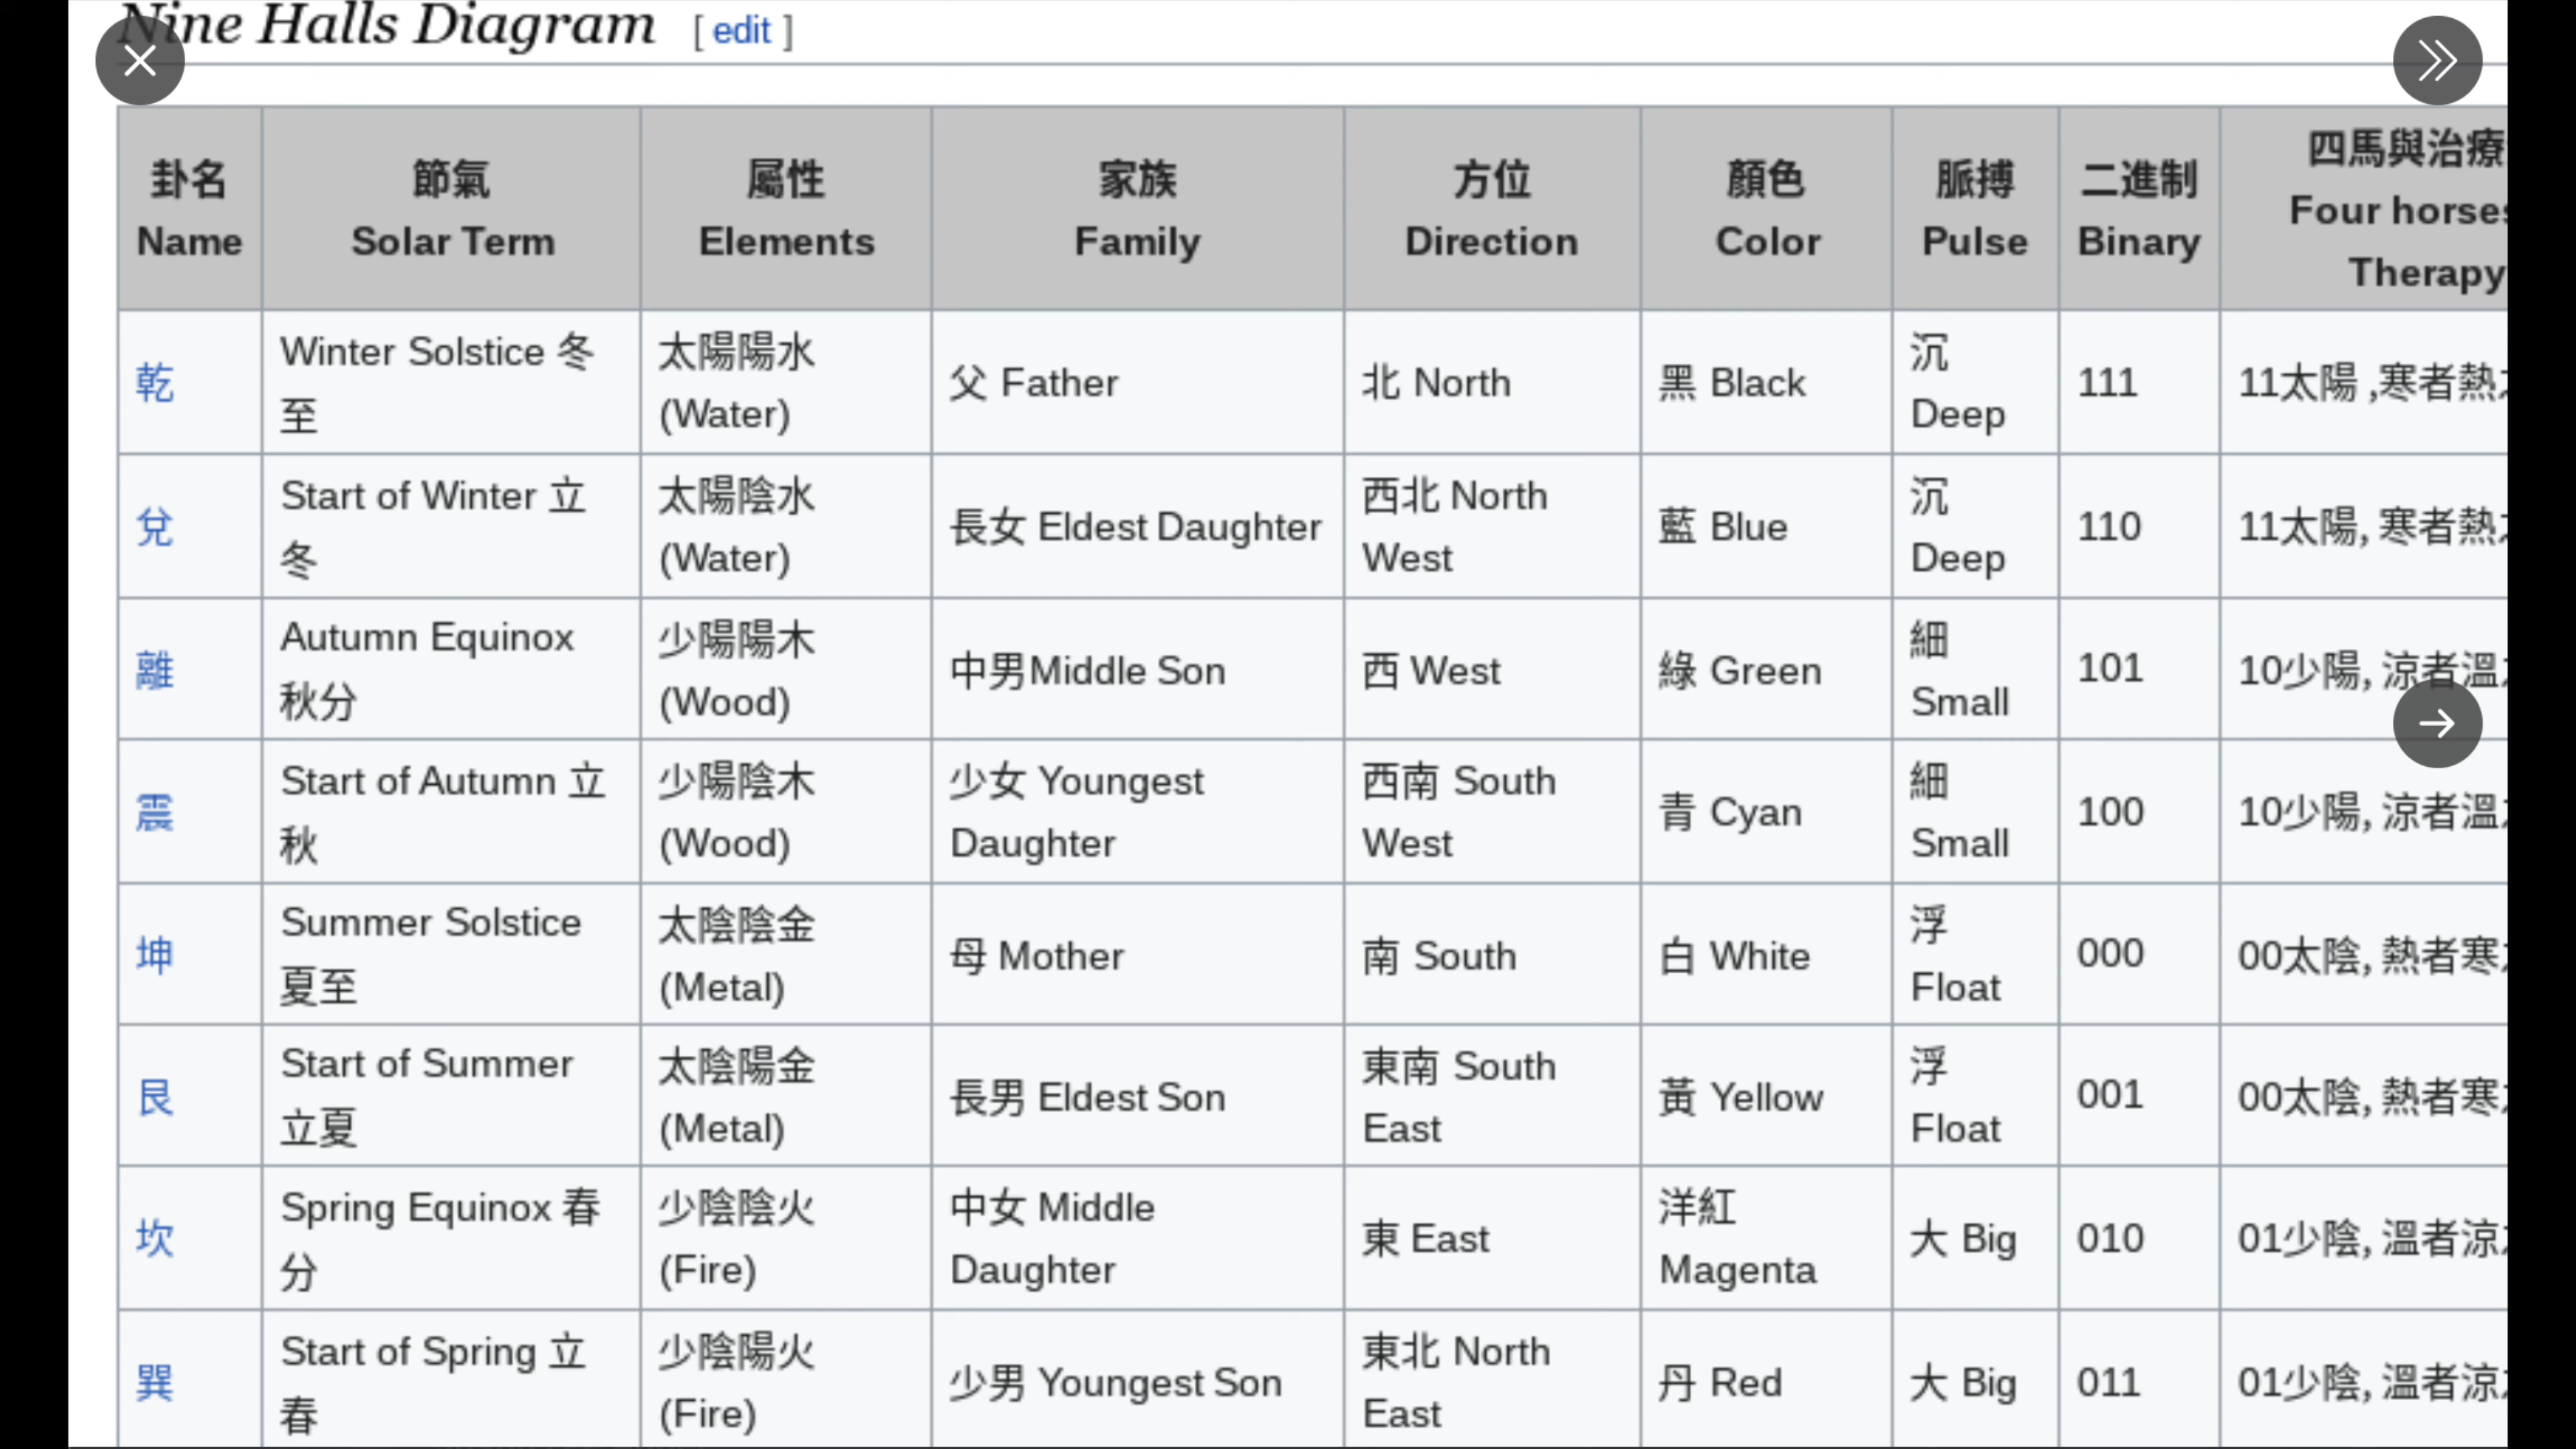 Nine Halls Diagram [ edit ]
卦名 Name
節氣 Solar Term
屬性 Elements
家族 Family
方位 Direction
顏色 Color
脈搏 Pulse
二進制 Binary
四馬與治療
Four horses
Therapy
乾
Winter Solstice 冬
至
太陽陽水
(Water)
父 Father
北 North
黑 Black
沉
Deep
111
11太陽 ,寒者熱
兌
Start of Winter 立
冬
太陽陰水
(Water)
長女 Eldest Daughter
西北 North
West
藍 Blue
沉
Deep
110
11太陽, 寒者熱
離
Autumn Equinox
秋分
少陽陽木
(Wood)
中男Middle Son
西 West
綠 Green
細
Small
101
10少陽, 涼者溫
震
Start of Autumn 立
秋
少陽陰木
(Wood)
少女 Youngest
Daughter
西南 South
West
青 Cyan
細
Small
100
10少陽, 涼者溫
坤
Summer Solstice
夏至
太陰陰金
(Metal)
母 Mother
南 South
白 White
浮
Float
000
00太陰, 熱者寒
艮
Start of Summer
立夏
太陰陽金
(Metal)
長男 Eldest Son
東南 South
East
黃 Yellow
浮
Float
001
00太陰, 熱者寒
坎
Spring Equinox 春
分
少陰陰火
(Fire)
中女 Middle
Daughter
東 East
洋紅
Magenta
大 Big
010
01少陰, 溫者涼
巽
Start of Spring 立
春
少陰陽火
(Fire)
少男 Youngest Son
東北 North
East
丹 Red
大 Big
011
01少陰, 溫者涼